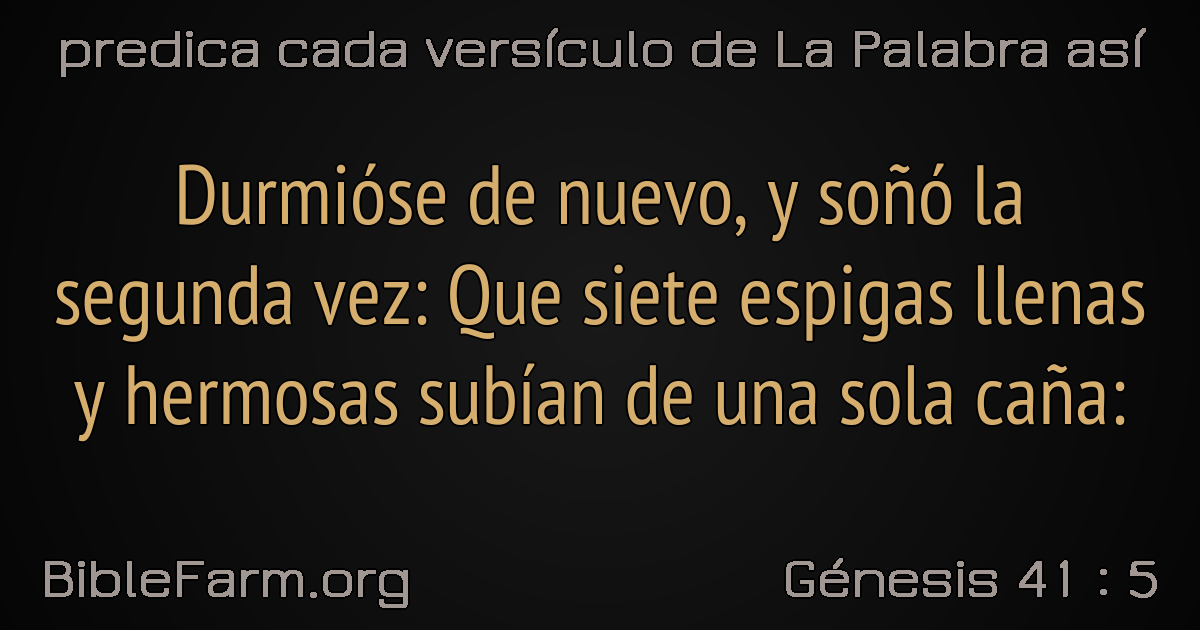 predica cada versículo de La Palabra así
Durmióse de nuevo, y soñó la
segunda vez: Que siete espigas llenas
y hermosas subían de una sola caña:
BibleFarm.org
Génesis 41 : 5